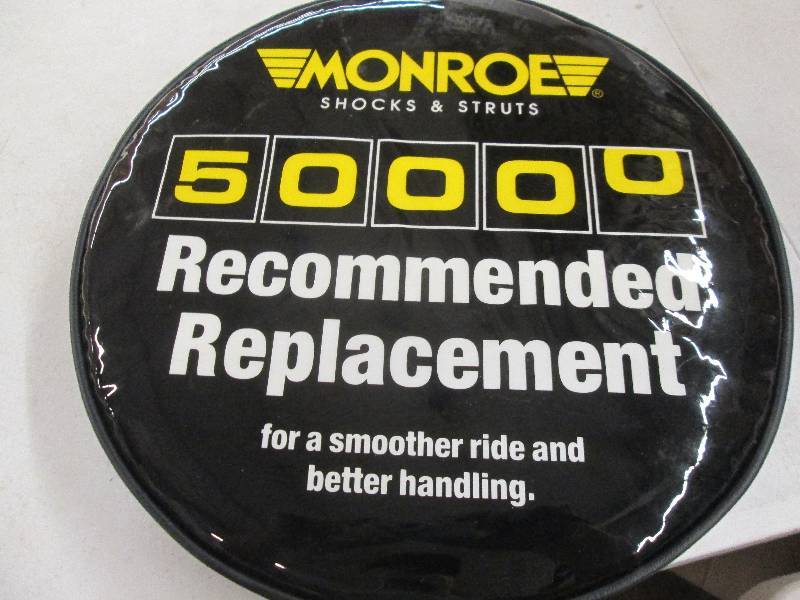 MONROE®
SHOCKS & STRUTS
50000
Recommended
Replacement
for a smoother ride and
better handling.